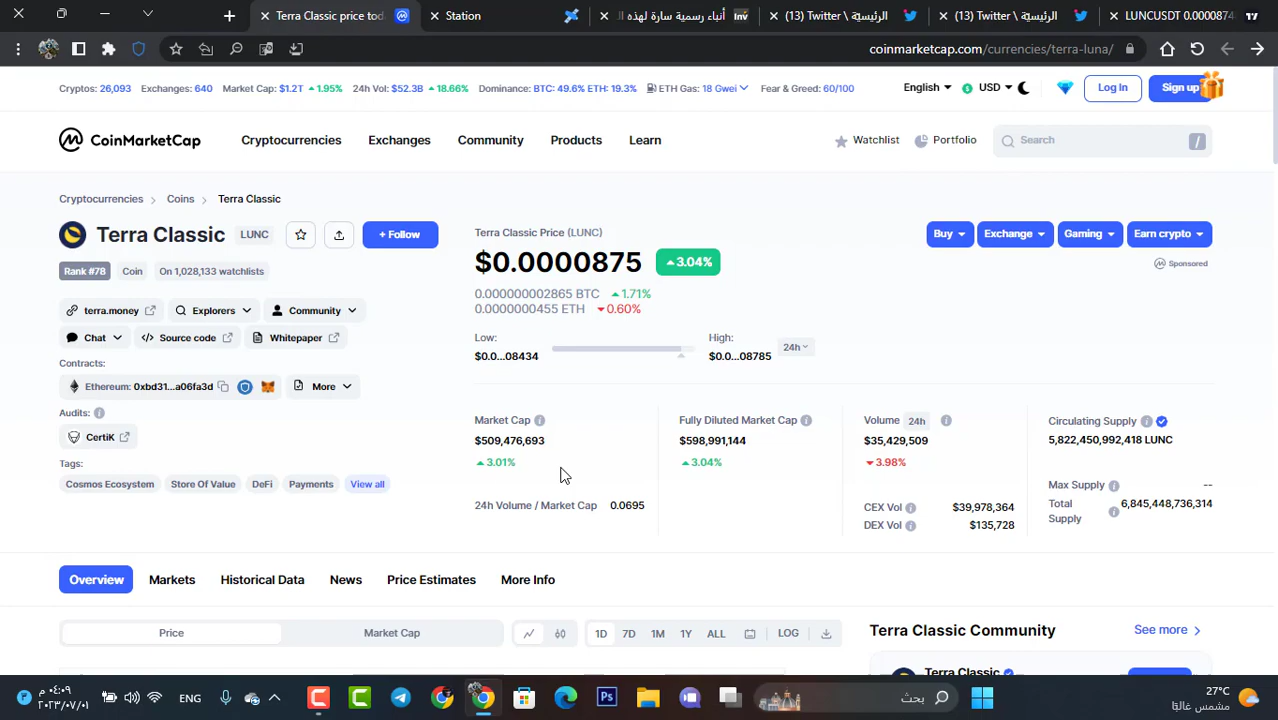 Terra Classic price tod
Station
أنباء رسمية سارة لهذه ال
(13) الرئيسية / Twitter
(13) الرئيسية / Twitter
LUNCUSDT 0.0000874
coinmarketcap.com/currencies/terra-luna/
Cryptos: 26,093 Exchanges: 640 Market Cap: $1.2T 1.95% 24h Vol: $52.3B 18.66% Dominance: BTC: 49.6% ETH: 19.3% ETH Gas: 18 Gwei Fear & Greed: 60/100
English USD Log In Sign up
CoinMarketCap Cryptocurrencies Exchanges Community Products Learn Watchlist Portfolio Search /
Cryptocurrencies Coins Terra Classic
Terra Classic LUNC + Follow
Rank #78 Coin On 1,028,133 watchlists
terra.money Explorers Community
Chat Source code Whitepaper
Contracts:
Ethereum: 0xbd31...a06fa3d More
Audits:
CertiK
Tags:
Cosmos Ecosystem Store Of Value DeFi Payments View all
Terra Classic Price (LUNC)
$0.0000875 3.04%
0.000000002865 BTC 1.71%
0.0000000455 ETH 0.60%
Low: High:
$0.0...08434 $0.0...08785 24h
Buy Exchange Gaming Earn crypto
Sponsored
Market Cap
$509,476,693
3.01%
24h Volume / Market Cap 0.0695
Fully Diluted Market Cap
$598,991,144
3.04%
Volume 24h
$35,429,509
3.98%
CEX Vol $39,978,364
DEX Vol $135,728
Circulating Supply
5,822,450,992,418 LUNC
Max Supply --
Total Supply 6,845,448,736,314
Overview Markets Historical Data News Price Estimates More Info
Price Market Cap 1D 7D 1M 1Y ALL LOG
Terra Classic Community See more
Terra Classic
٠٤:٠٩ م
٢٠٢٣/٠٧/٠١
ENG
بحث
27°C
مشمس غالبًا